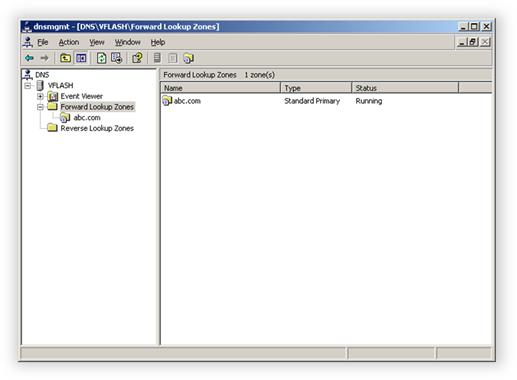 dnsmgmt - [DNS\VFLASH\Forward Lookup Zones]
File Action View Window Help
DNS
VFLASH
Event Viewer
Forward Lookup Zones
abc.com
Reverse Lookup Zones
Forward Lookup Zones 1 zone(s)
Name Type Status
abc.com Standard Primary Running